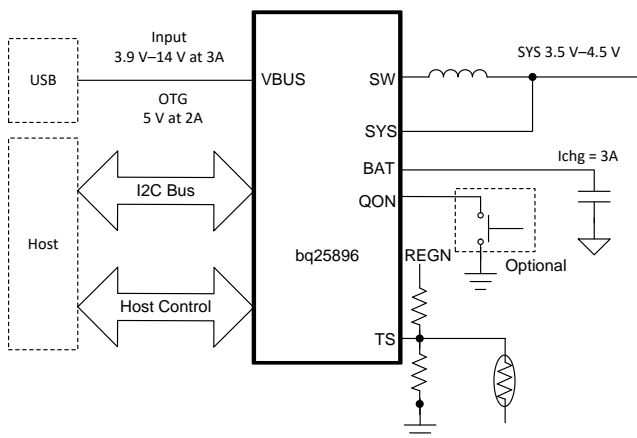 Input
3.9 V–14 V at 3A
SYS 3.5 V–4.5 V
USB
VBUS
SW
OTG
5 V at 2A
SYS
BAT
Ichg = 3A
I2C Bus
QON
Host
bq25896
REGN
Optional
Host Control
TS